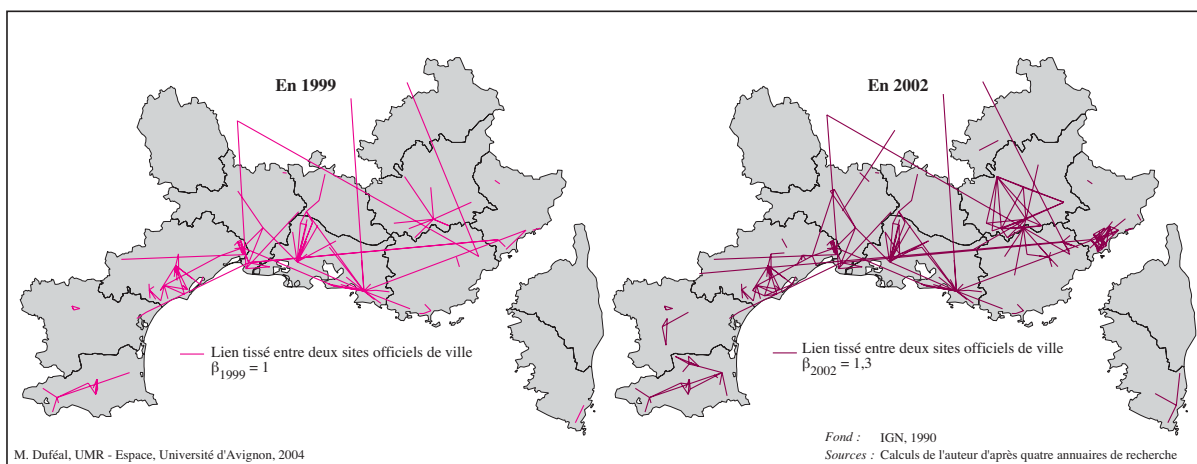 En 1999
En 2002
Lien tissé entre deux sites officiels de ville
β1999 = 1
Lien tissé entre deux sites officiels de ville
β2002 = 1,3
M. Duféal, UMR - Espace, Université d'Avignon, 2004
Fond : IGN, 1990
Sources : Calculs de l'auteur d'après quatre annuaires de recherche